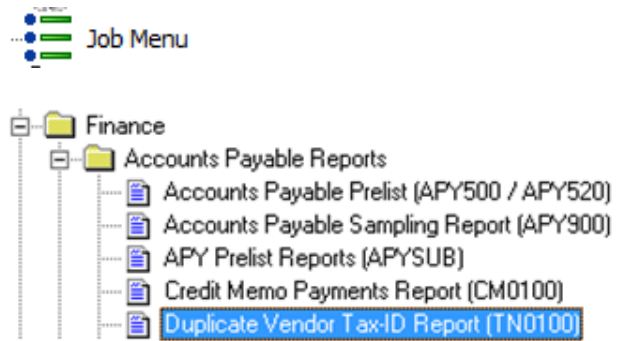 Job Menu
Finance
Accounts Payable Reports
Accounts Payable Prelist (APY500 / APY520)
Accounts Payable Sampling Report (APY900)
APY Prelist Reports (APYSUB)
Credit Memo Payments Report (CM0100)
Duplicate Vendor Tax-ID Report (TN0100)